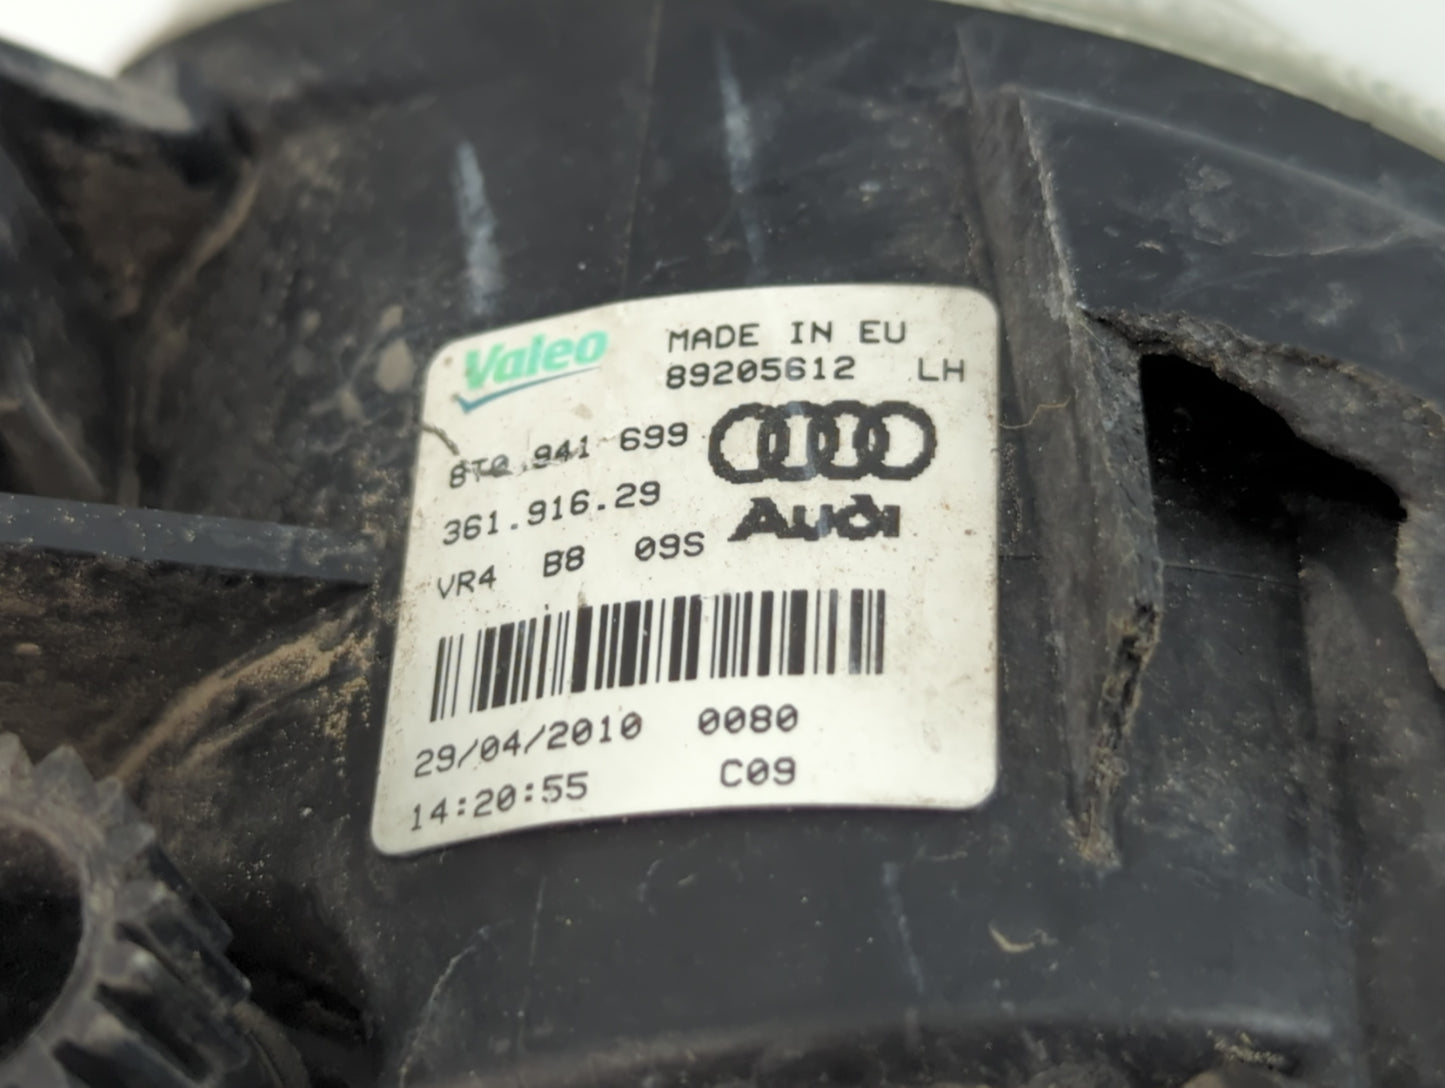 Valeo
MADE IN EU
89205612 LH
8T0 941 699
361.916.29
Audi
VR4 B8 09S
29/04/2010 0080
14:20:55 C09